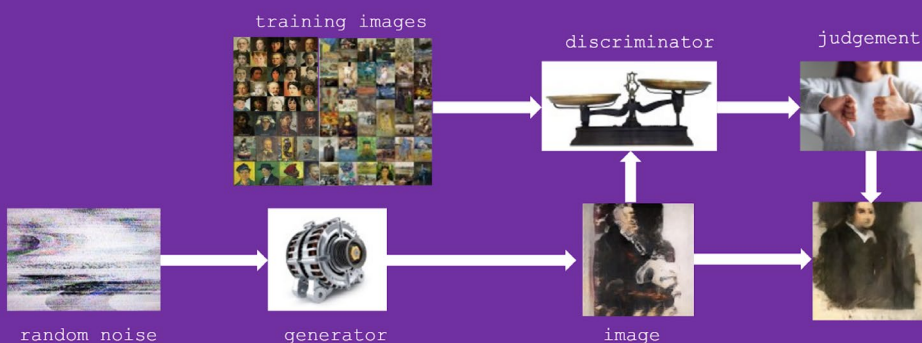 training images
discriminator
judgement
random noise
generator
image